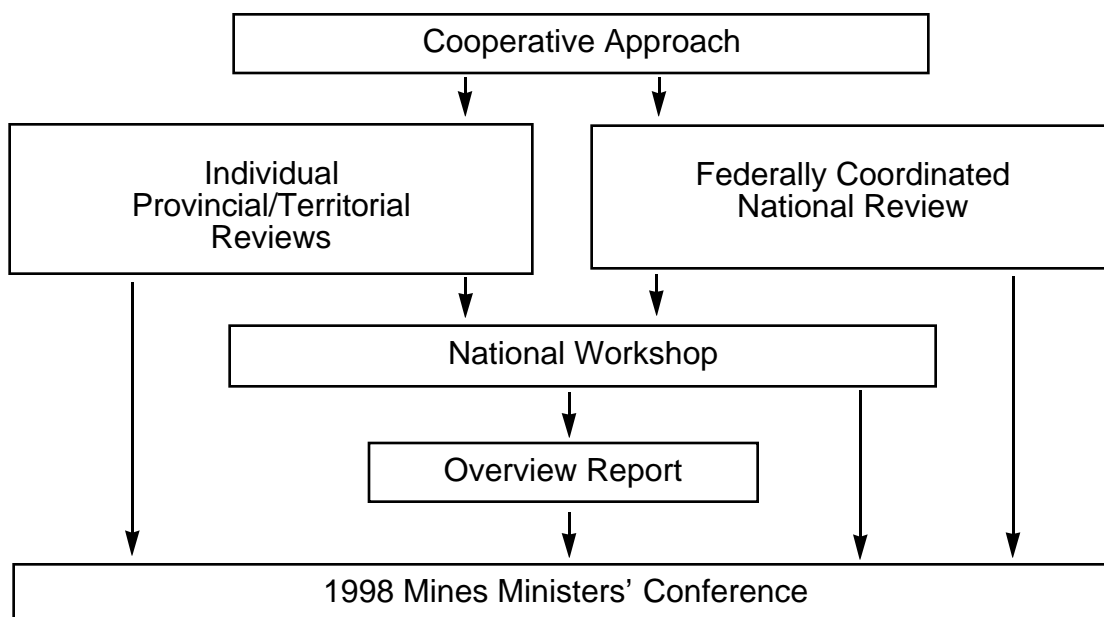 Cooperative Approach
Individual
Provincial/Territorial
Reviews
Federally Coordinated
National Review
National Workshop
Overview Report
1998 Mines Ministers’ Conference